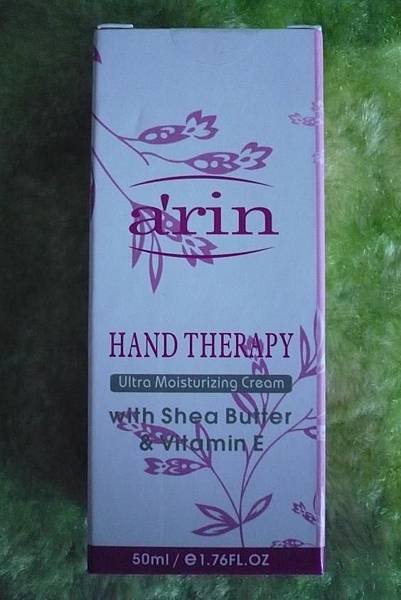 a'rin
HAND THERAPY
Ultra Moisturizing Cream
with Shea Butter
& Vitamin E
50ml / ℮1.76FL.OZ